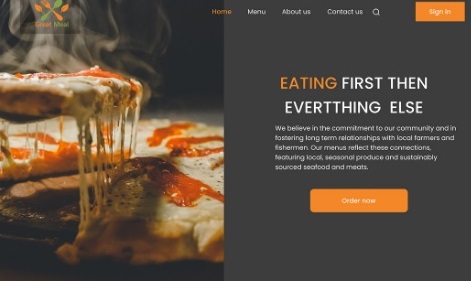 Great Meal
Home Menu About us Contact us
Sign in
EATING FIRST THEN
EVERTTHING ELSE
We believe in the commitment to our community and in
fostering long term relationships with local farmers and
fishermen. Our menus reflect these connections,
featuring local, seasonal produce and sustainably
sourced seafood and meats.
Order now